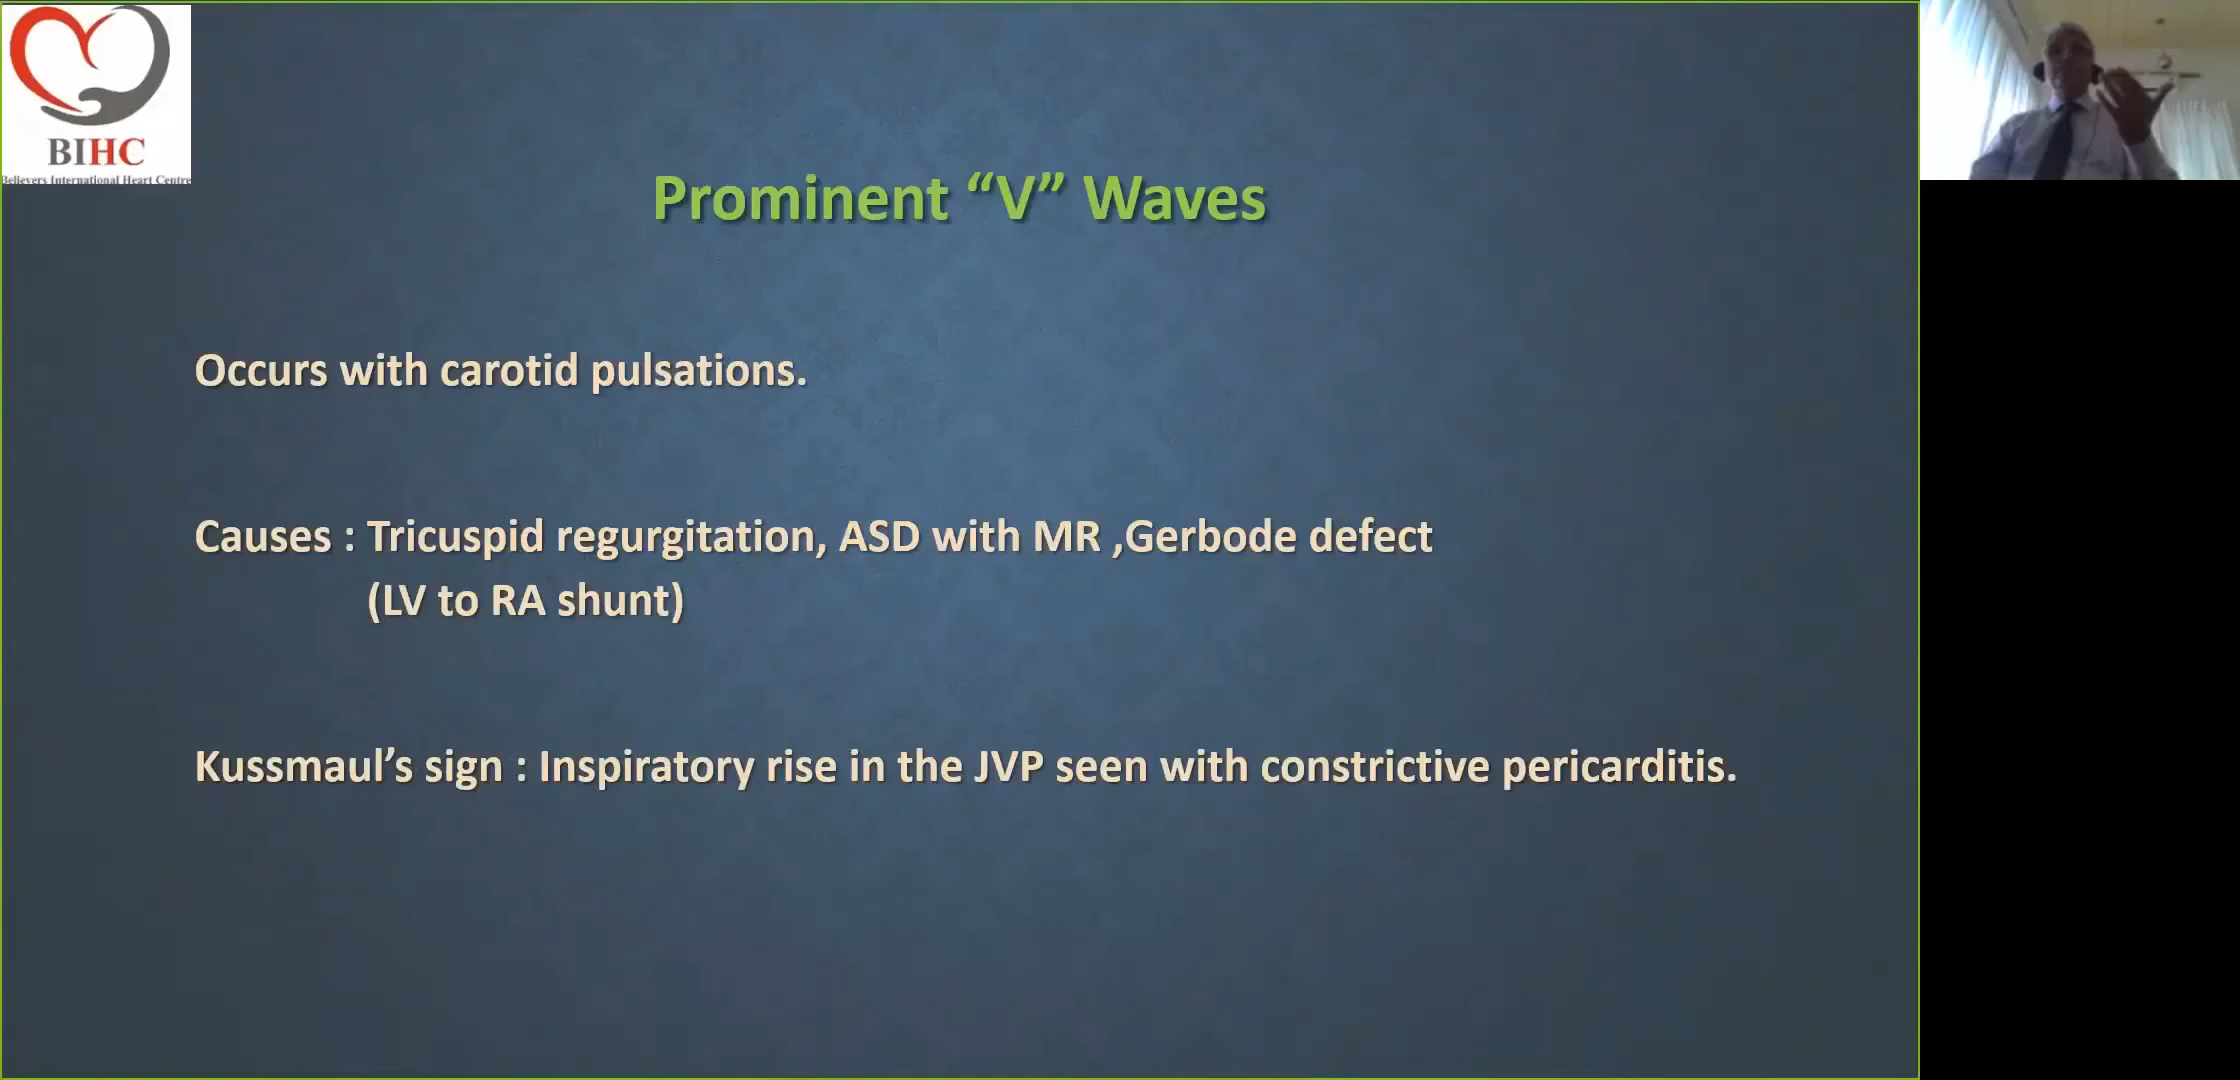 BIHC
Believers International Heart Centre
Prominent “V” Waves
Occurs with carotid pulsations.
Causes : Tricuspid regurgitation, ASD with MR ,Gerbode defect
(LV to RA shunt)
Kussmaul’s sign : Inspiratory rise in the JVP seen with constrictive pericarditis.